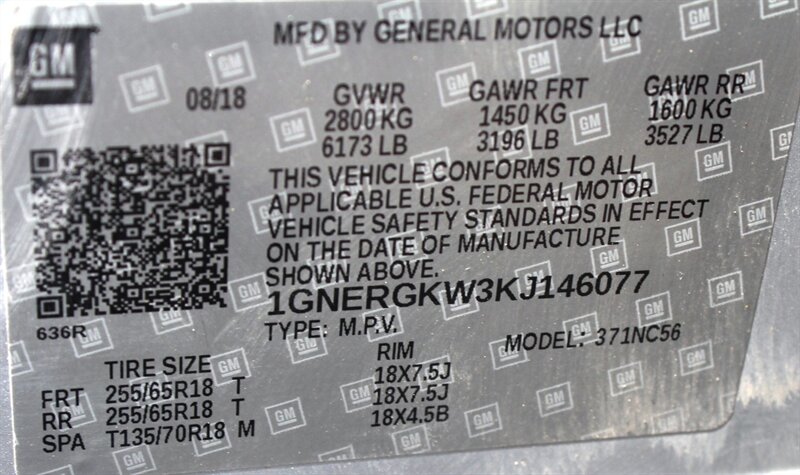 GM
MFD BY GENERAL MOTORS LLC
08/18
GVWR GAWR FRT GAWR RR
2800 KG 1450 KG 1600 KG
6173 LB 3196 LB 3527 LB
THIS VEHICLE CONFORMS TO ALL
APPLICABLE U.S. FEDERAL MOTOR
VEHICLE SAFETY STANDARDS IN EFFECT
ON THE DATE OF MANUFACTURE
SHOWN ABOVE.
1GNERGKW3KJ146077
636R
TYPE: M.P.V. MODEL: 371NC56
TIRE SIZE RIM
FRT 255/65R18 T 18X7.5J
RR 255/65R18 T 18X7.5J
SPA T135/70R18 M 18X4.5B